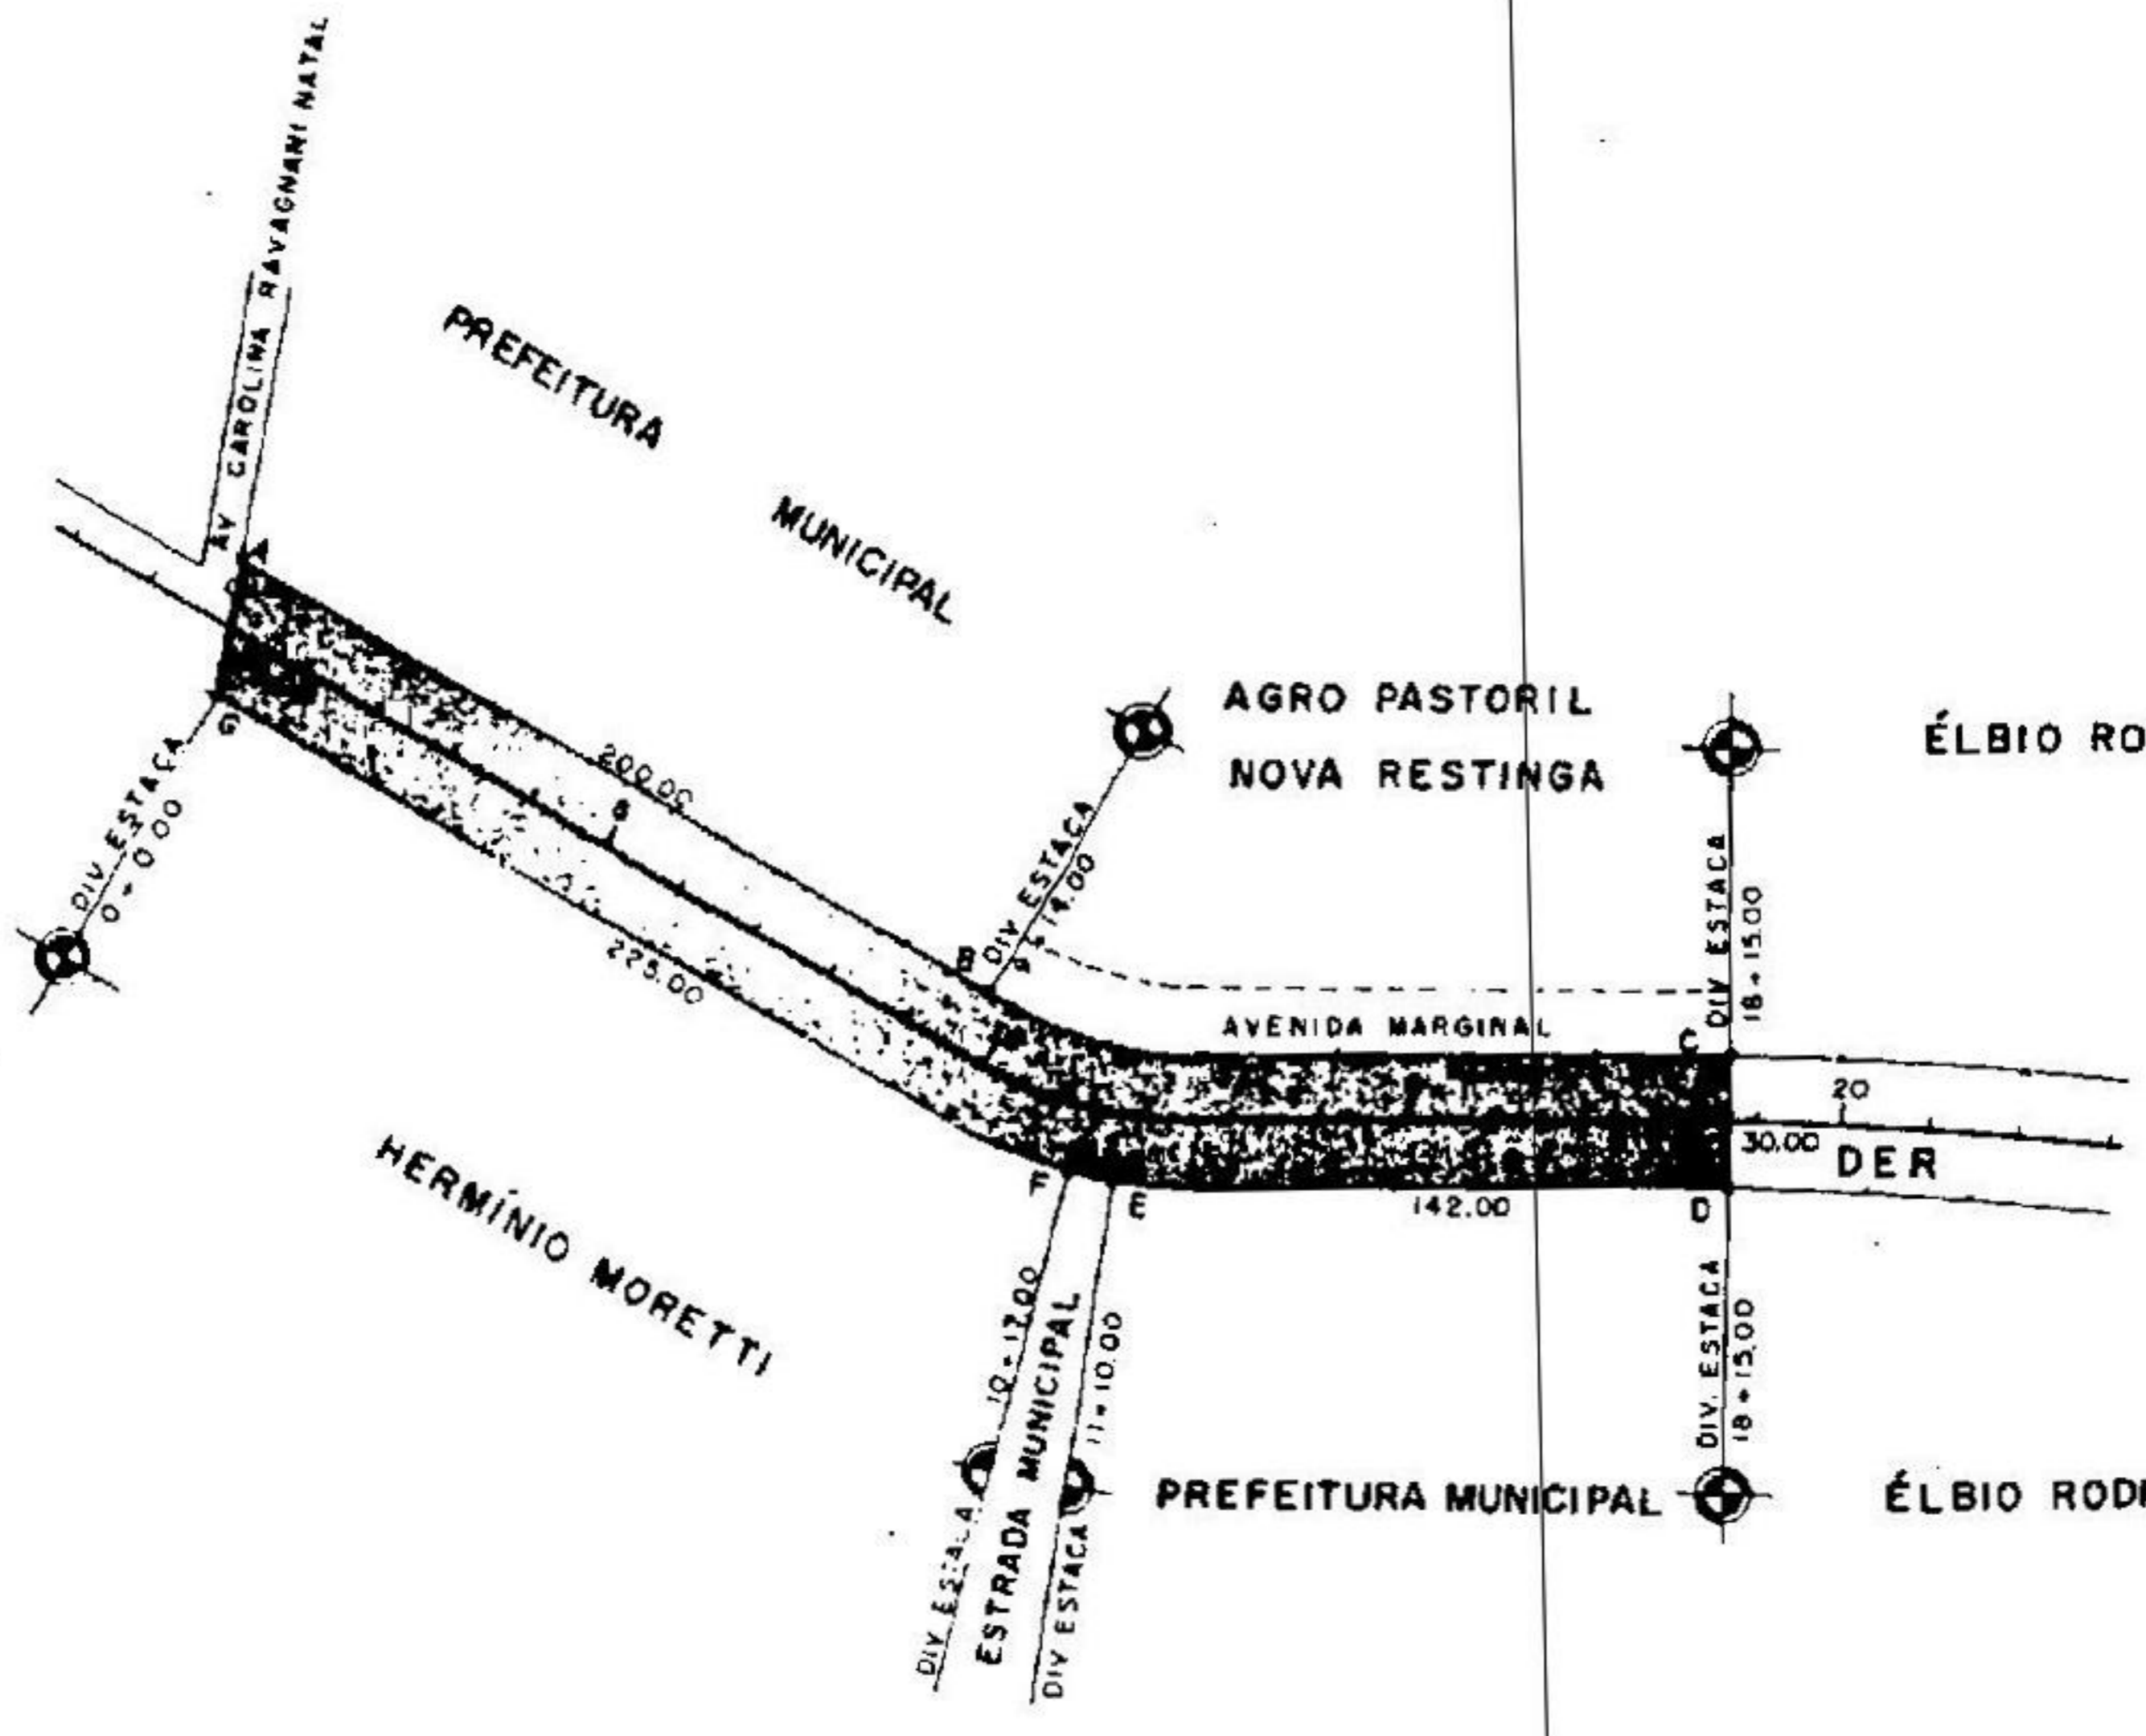 AV CAROLINA RAVAGNANI NATAL
PREFEITURA
MUNICIPAL
A
G
DIV ESTACA
0+0.00
200.00
5
225.00
B
DIV ESTACA
9+14.00
AGRO PASTORIL
NOVA RESTINGA
ÉLBIO RO
DIV ESTACA
18+15.00
AVENIDA MARGINAL
C
20
30.00
DER
F
E
142.00
D
HERMÍNIO MORETTI
DIV ESTACA
10+17.00
ESTRADA MUNICIPAL
DIV ESTACA
11+10.00
DIV. ESTACA
18+15.00
PREFEITURA MUNICIPAL
ÉLBIO RODR